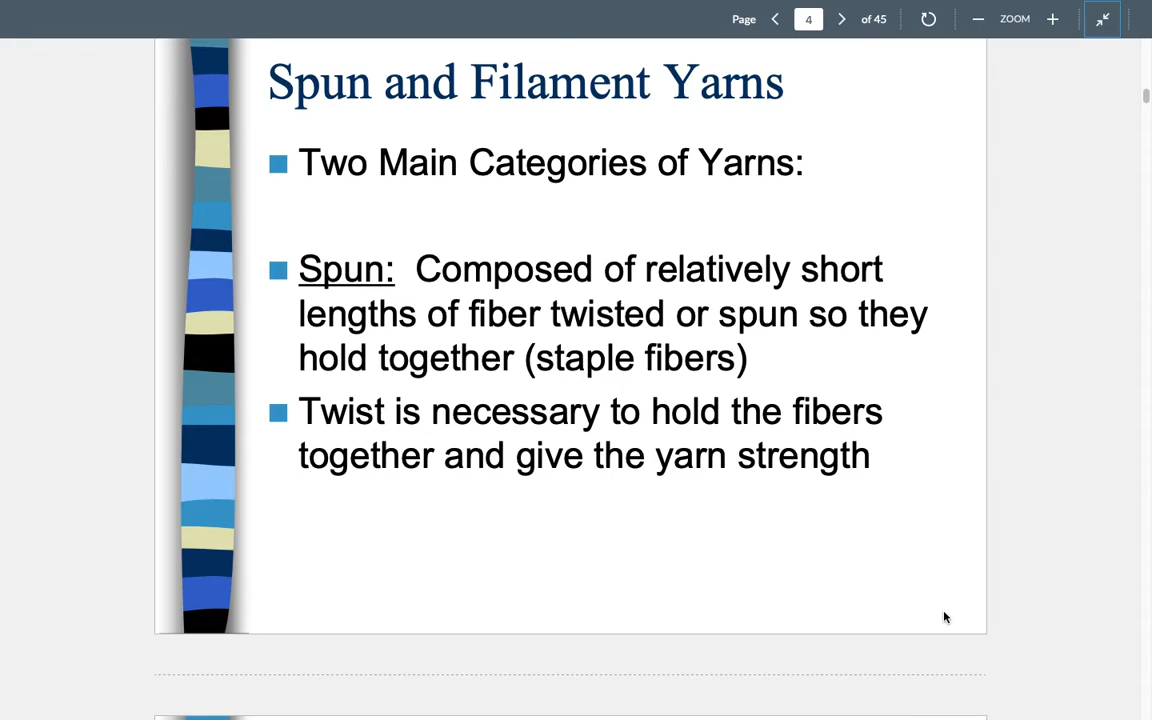 Page 4 of 45 ZOOM
Spun and Filament Yarns
Two Main Categories of Yarns:
Spun: Composed of relatively short
lengths of fiber twisted or spun so they
hold together (staple fibers)
Twist is necessary to hold the fibers
together and give the yarn strength